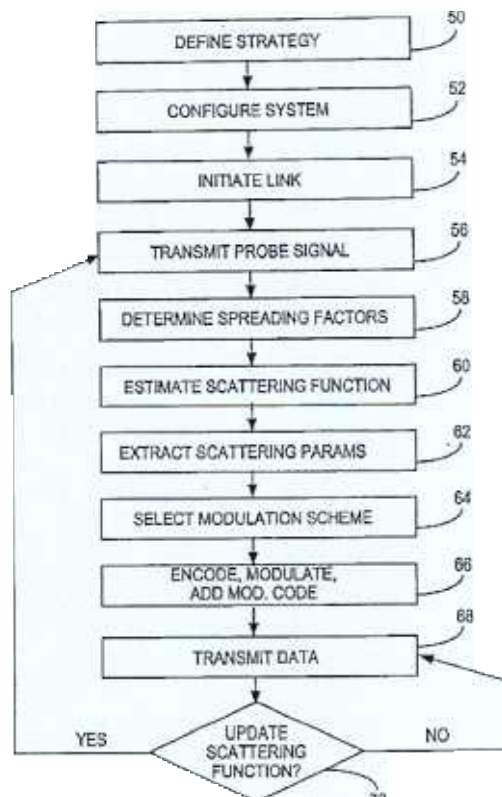 50
DEFINE STRATEGY
52
CONFIGURE SYSTEM
54
INITIATE LINK
56
TRANSMIT PROBE SIGNAL
58
DETERMINE SPREADING FACTORS
60
ESTIMATE SCATTERING FUNCTION
62
EXTRACT SCATTERING PARAMS
64
SELECT MODULATION SCHEME
66
ENCODE, MODULATE,
ADD MOD. CODE
68
TRANSMIT DATA
YES
UPDATE
SCATTERING
FUNCTION?
NO